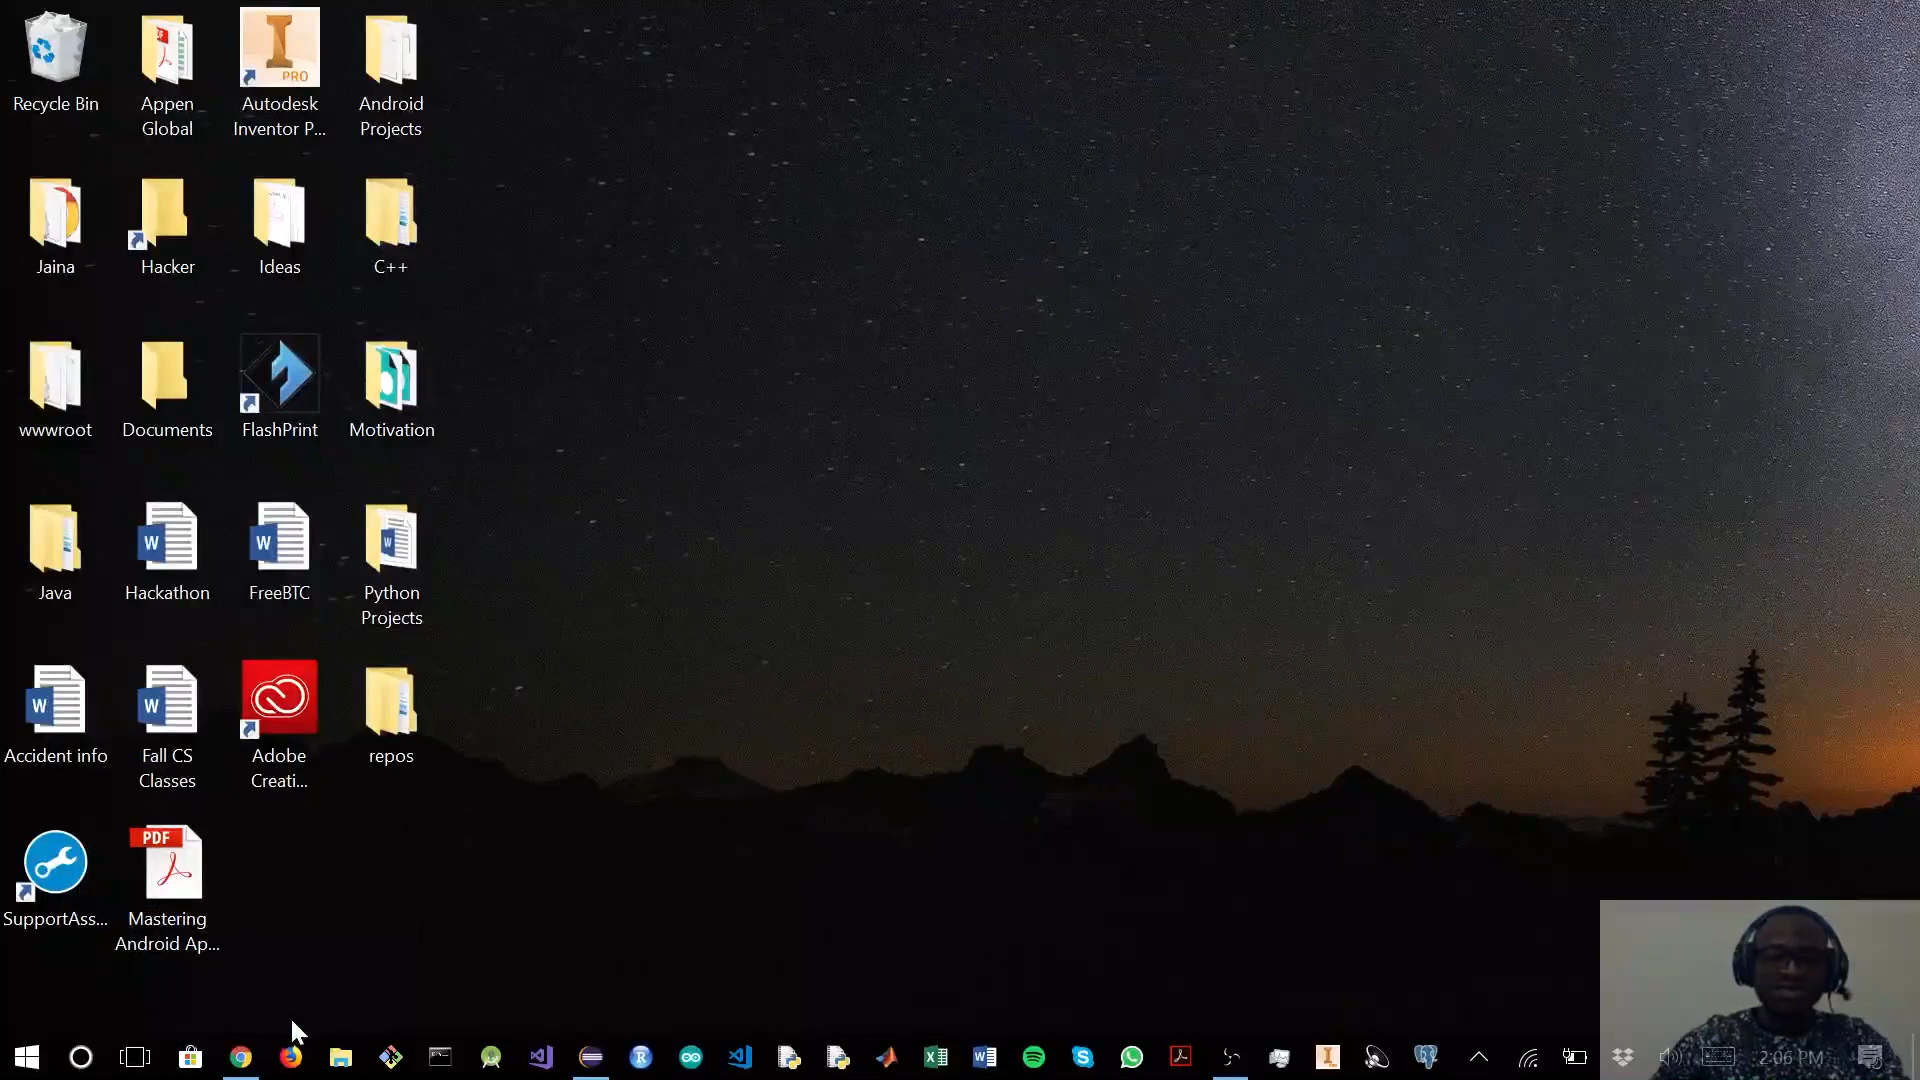 Recycle Bin
Appen
Global
Autodesk
Inventor P...
Android
Projects
PRO
Jaina
Hacker
Ideas
C++
wwwroot
Documents
FlashPrint
Motivation
Java
Hackathon
FreeBTC
Python
Projects
W
W
W
Accident info
Fall CS
Classes
Adobe
Creati...
repos
W
W
SupportAss...
PDF
Mastering
Android Ap...
2:06 PM